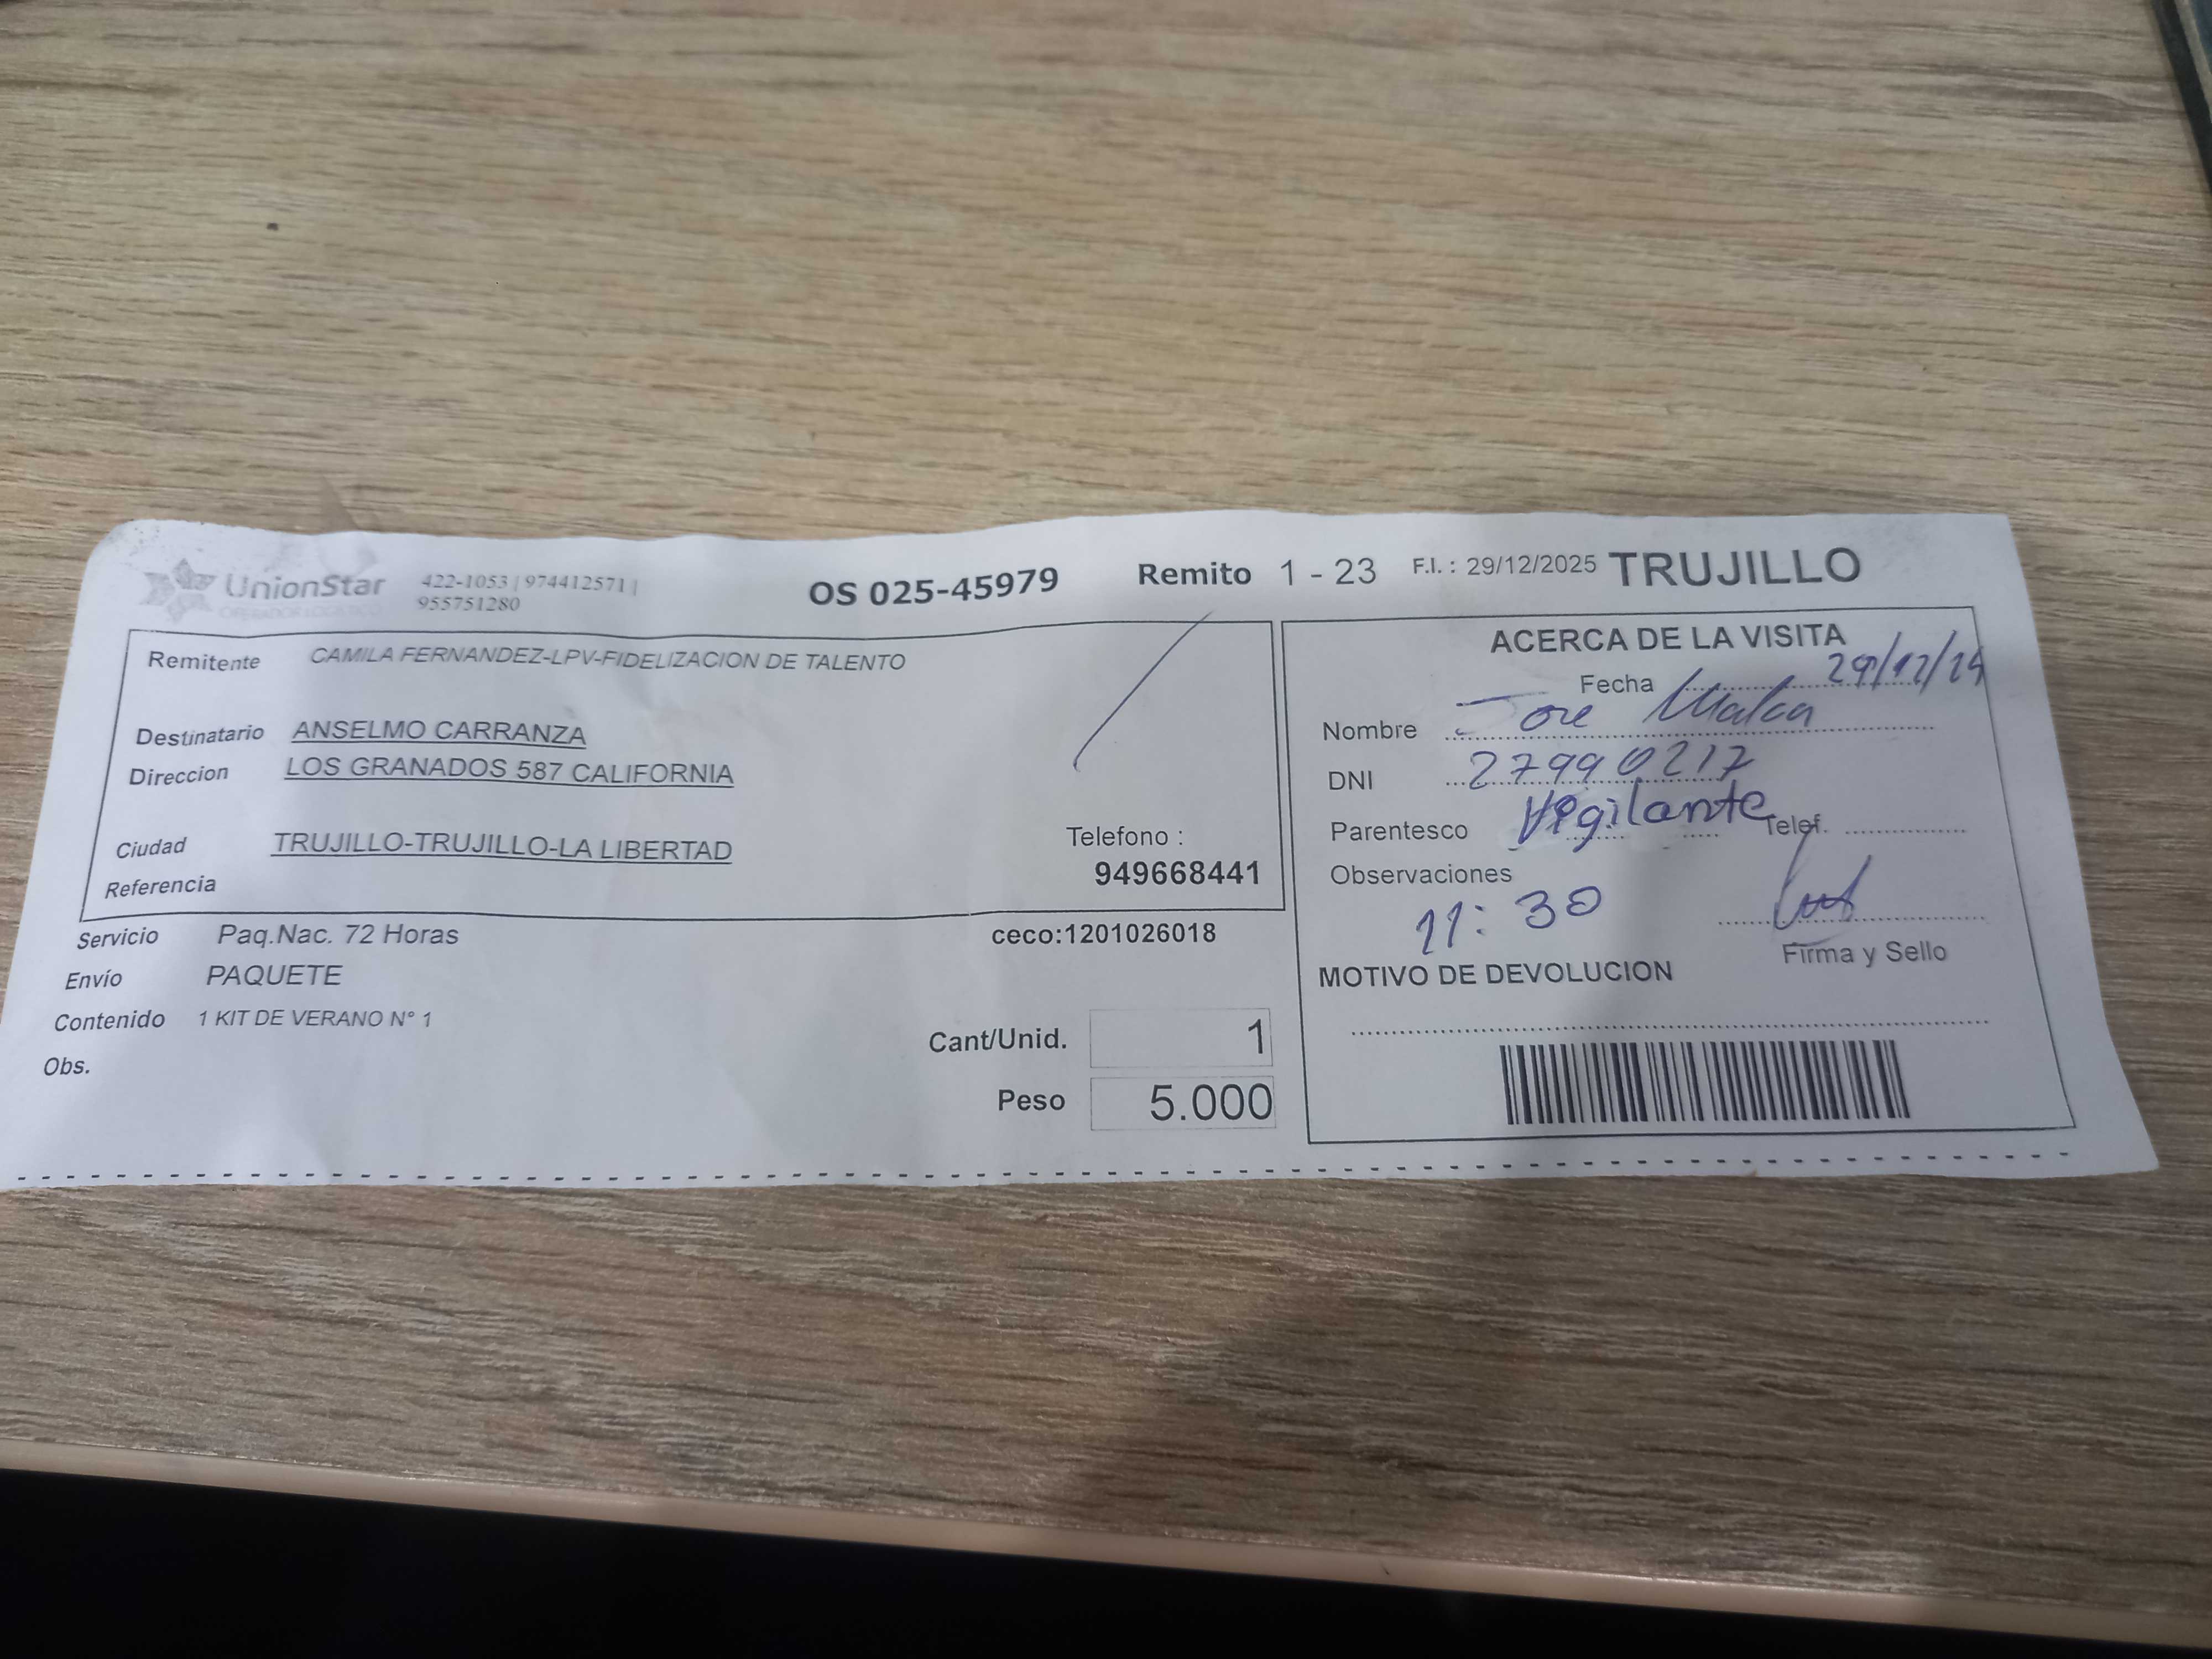 UnionStar
OPERADOR LOGISTICO
422-1053 | 974412571 |
955751280
OS 025-45979
Remito 1 - 23
F.I. : 29/12/2025
TRUJILLO
Remitente CAMILA FERNANDEZ-LPV-FIDELIZACION DE TALENTO
Destinatario ANSELMO CARRANZA
Direccion LOS GRANADOS 587 CALIFORNIA
Ciudad TRUJILLO-TRUJILLO-LA LIBERTAD
Referencia
Telefono :
949668441
Servicio Paq.Nac. 72 Horas
ceco:1201026018
Envío PAQUETE
Contenido 1 KIT DE VERANO N° 1
Obs.
Cant/Unid. 1
Peso 5.000
ACERCA DE LA VISITA
Fecha
Nombre Jose Malca
DNI 27990217
Parentesco Vigilante Telef.
Observaciones
11:30
Firma y Sello
MOTIVO DE DEVOLUCION